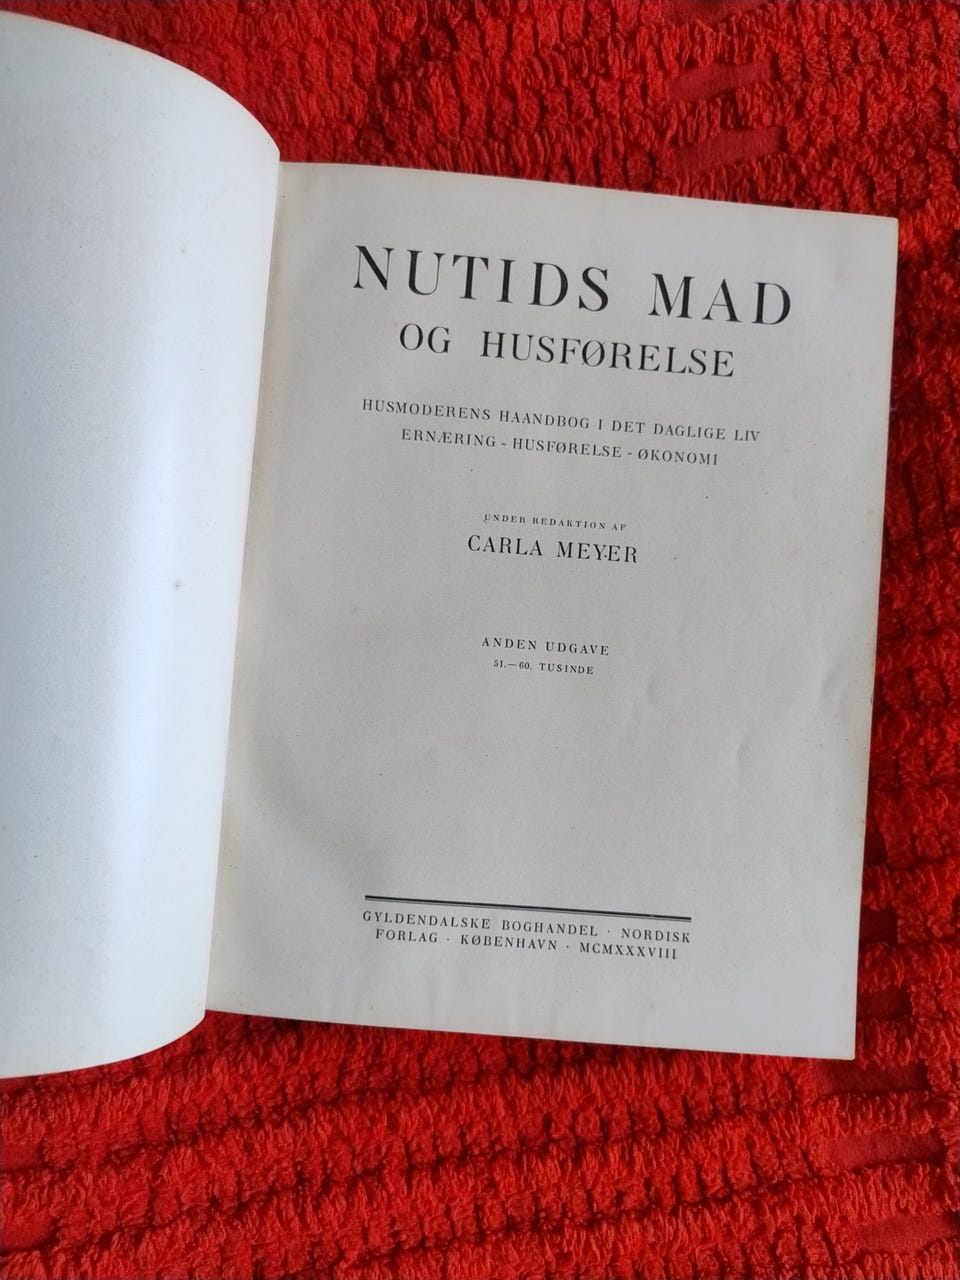 NUTIDS MAD
OG HUSFØRELSE
HUSMODERENS HAANDBOG I DET DAGLIGE LIV
ERNÆRING - HUSFØRELSE - ØKONOMI
UNDER REDAKTION AF
CARLA MEYER
ANDEN UDGAVE
51.—60. TUSINDE
GYLDENDALSKE BOGHANDEL · NORDISK
FORLAG · KØBENHAVN · MCMXXXVIII